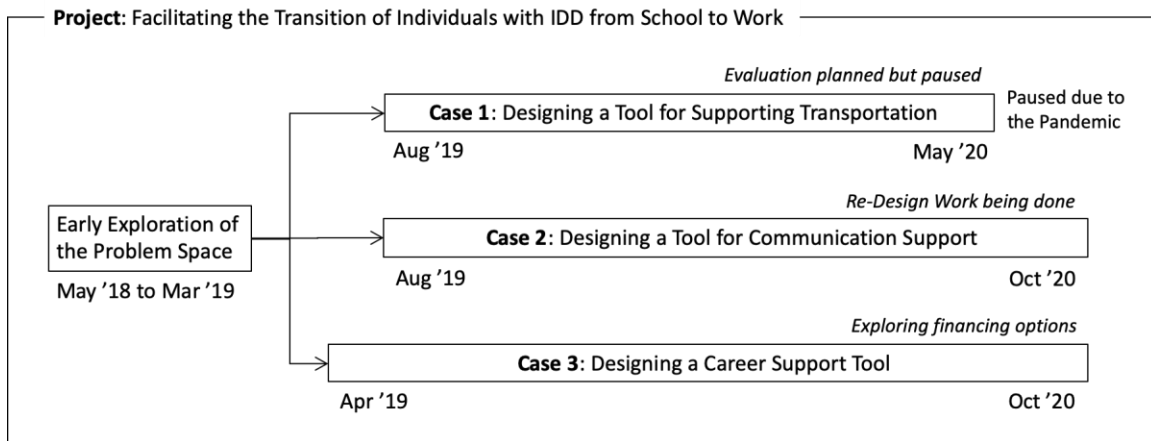 Project: Facilitating the Transition of Individuals with IDD from School to Work
Evaluation planned but paused
Case 1: Designing a Tool for Supporting Transportation
Paused due to
the Pandemic
Aug ’19
May ’20
Early Exploration of
the Problem Space
May ’18 to Mar ’19
Re-Design Work being done
Case 2: Designing a Tool for Communication Support
Aug ’19
Oct ’20
Exploring financing options
Case 3: Designing a Career Support Tool
Apr ’19
Oct ’20